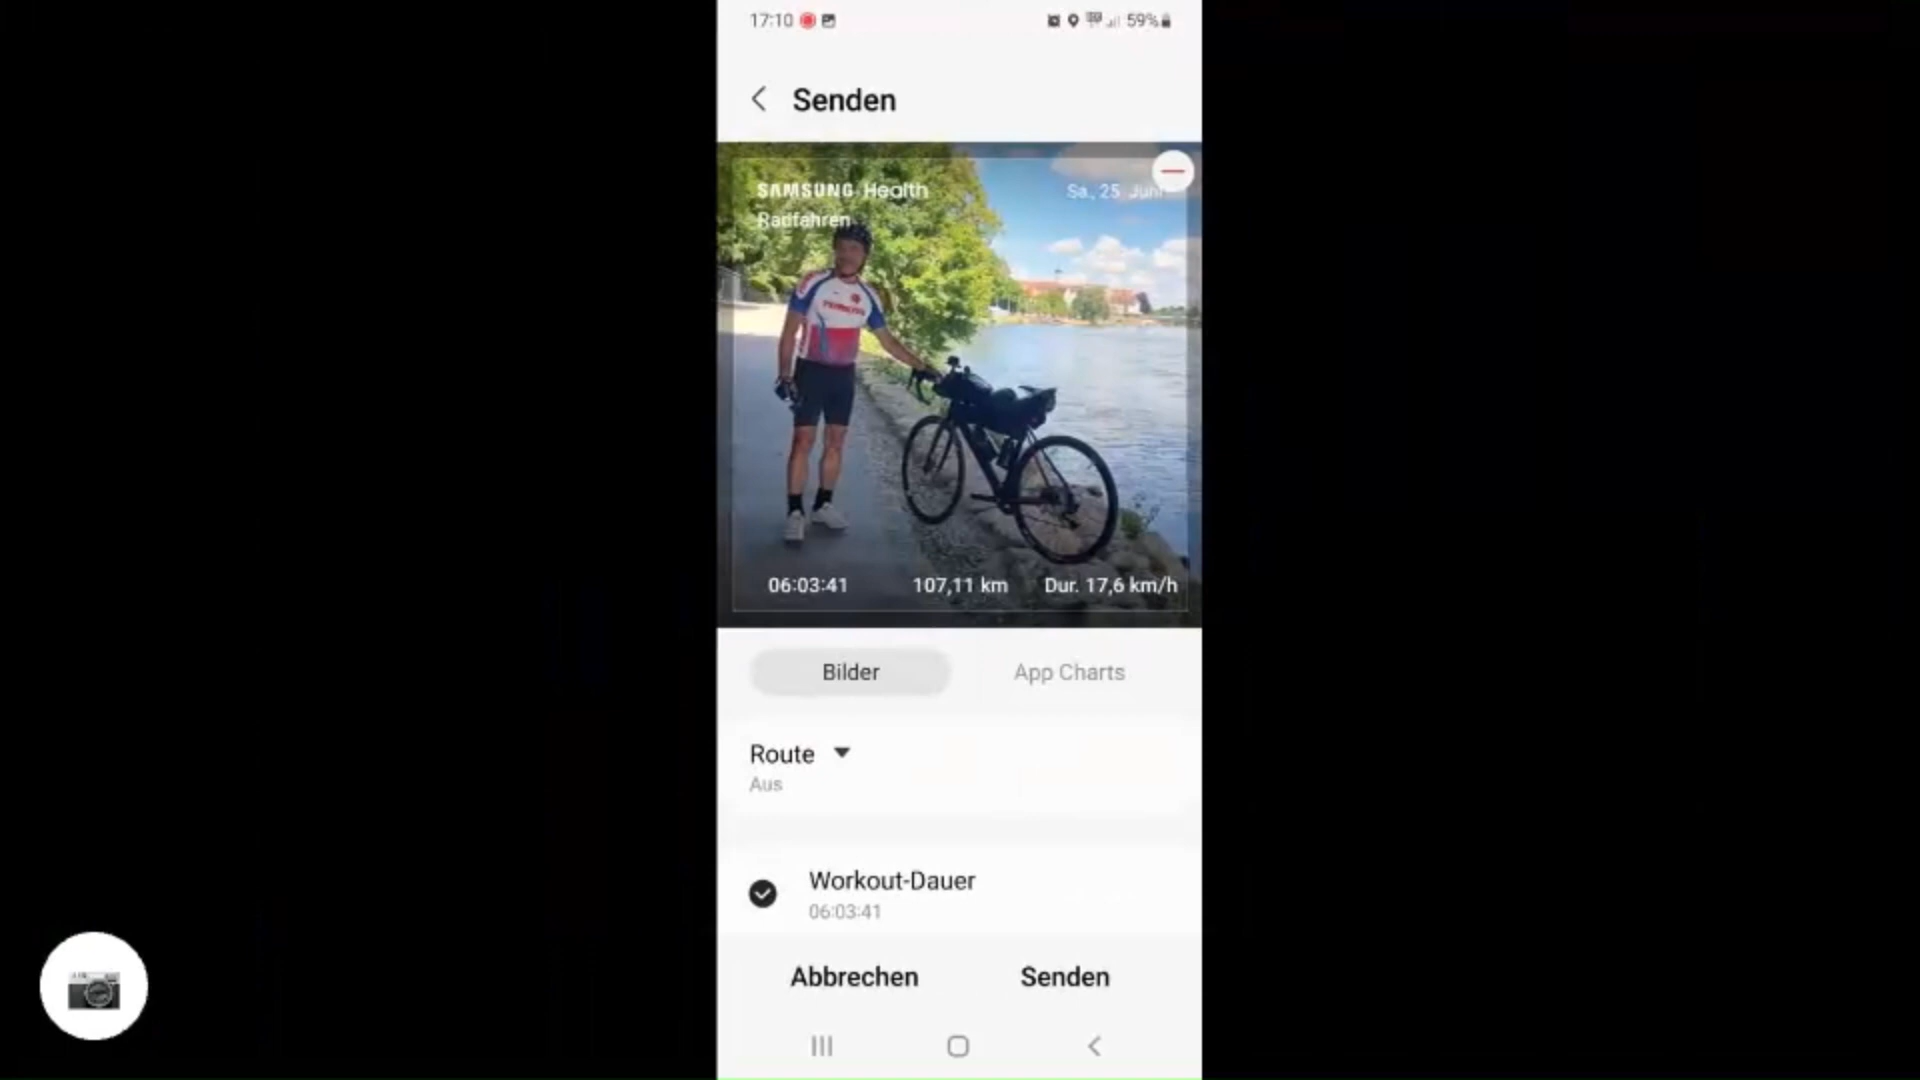 17:10 59%
Senden
SAMSUNG Health Sa., 25. Juni
Radfahren
06:03:41 107,11 km Dur. 17,6 km/h
Bilder App Charts
Route
Aus
Workout-Dauer
06:03:41
Abbrechen Senden